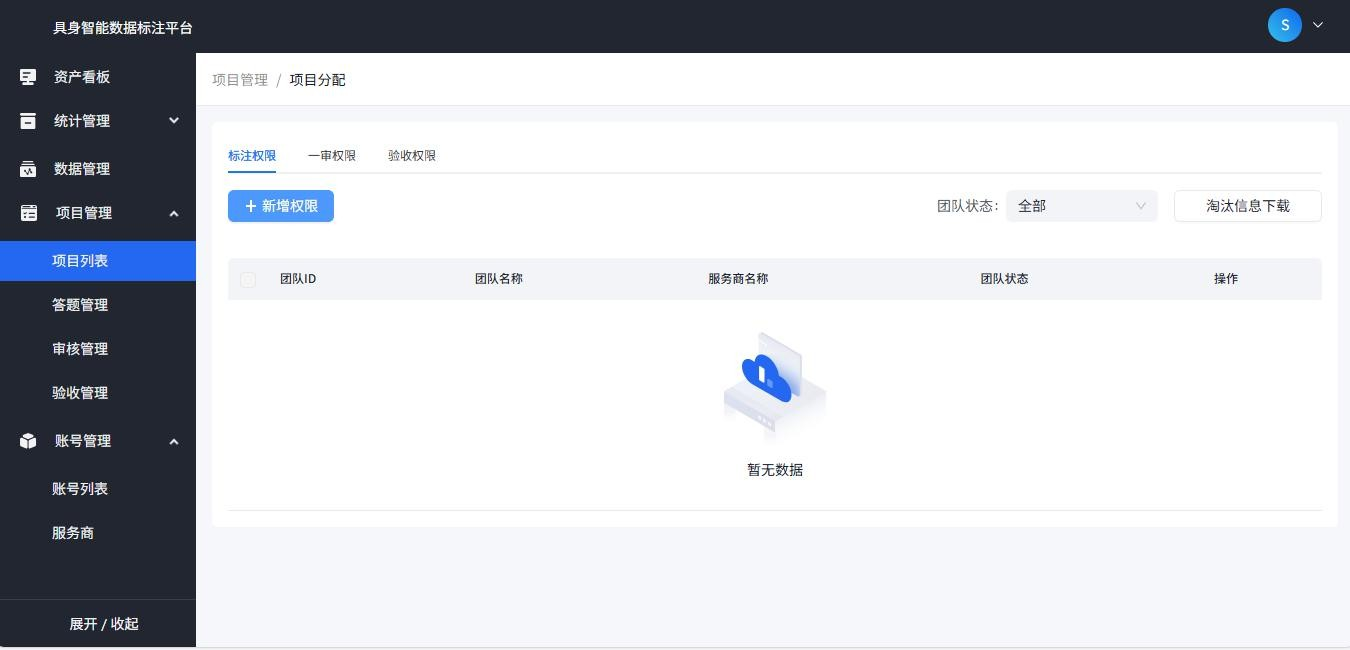 具身智能数据标注平台
S
资产看板
统计管理
数据管理
项目管理
项目列表
答题管理
审核管理
验收管理
账号管理
账号列表
服务商
展开 / 收起
项目管理 / 项目分配
标注权限 一审权限 验收权限
+ 新增权限
团队状态: 全部
淘汰信息下载
团队ID 团队名称 服务商名称 团队状态 操作
暂无数据